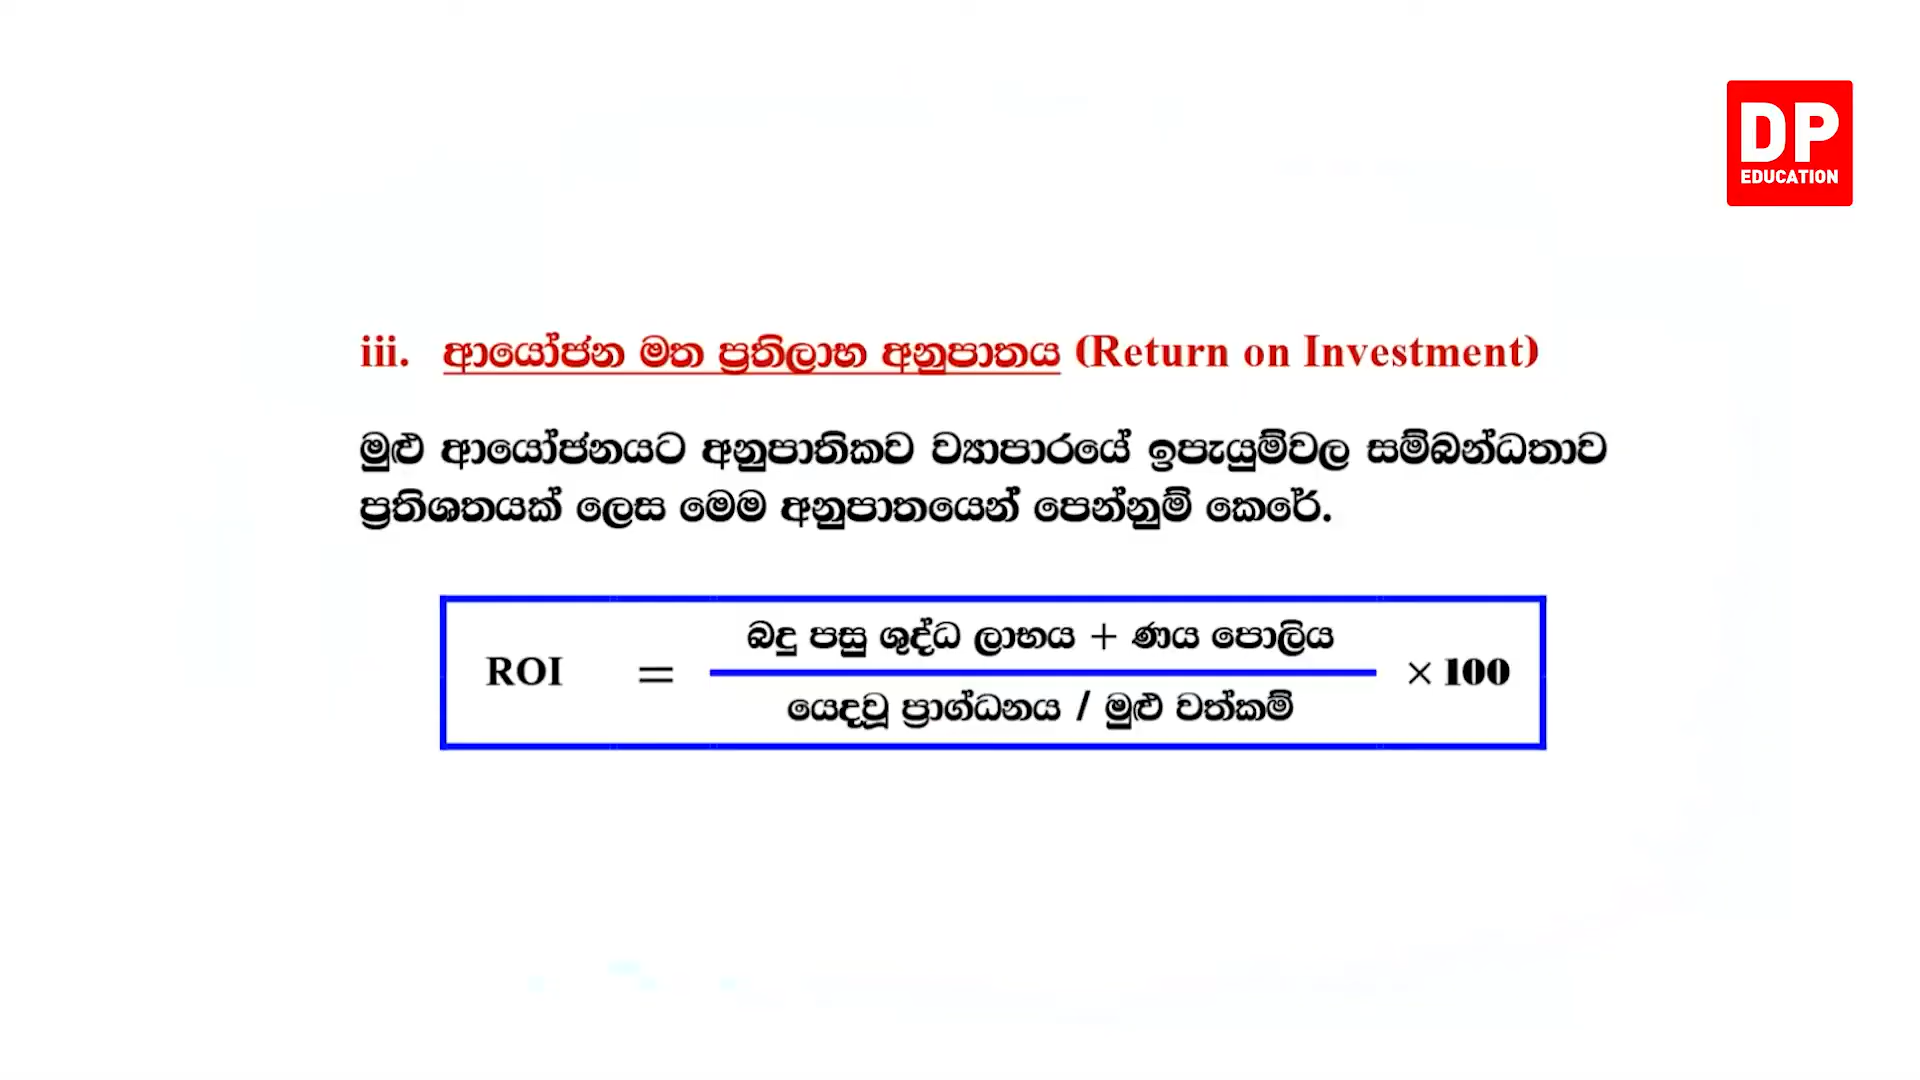 DP
EDUCATION
iii. ආයෝජන මත ප්‍රතිලාභ අනුපාතය (Return on Investment)
මුළු ආයෝජනයට අනුපාතිකව ව්‍යාපාරයේ ඉපැයුම්වල සම්බන්ධතාව
ප්‍රතිශතයක් ලෙස මෙම අනුපාතයෙන් පෙන්නුම් කෙරේ.
බදු පසු ශුද්ධ ලාභය + ණය පොලිය
ROI = × 100
යෙදවූ ප්‍රාග්ධනය / මුළු වත්කම්